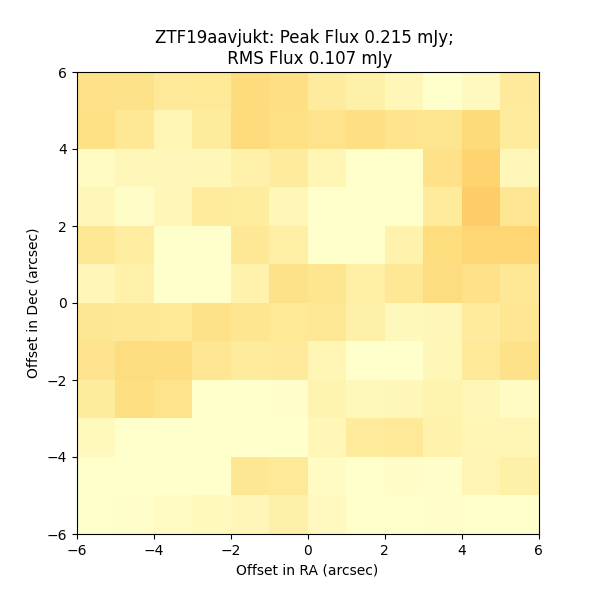 ZTF19aavjukt: Peak Flux 0.215 mJy;
RMS Flux 0.107 mJy
6
4
2
0
−2
−4
−6
Offset in Dec (arcsec)
−6 −4 −2 0 2 4 6
Offset in RA (arcsec)